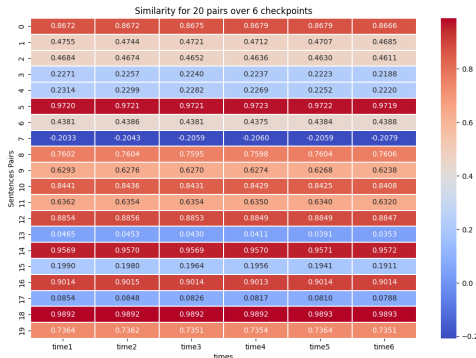 Similarity for 20 pairs over 6 checkpoints
0 0.8672 0.8672 0.8675 0.8679 0.8679 0.8666
1 0.4755 0.4744 0.4721 0.4712 0.4707 0.4685
2 0.4684 0.4674 0.4652 0.4636 0.4630 0.4611
3 0.2271 0.2257 0.2240 0.2237 0.2223 0.2188
4 0.2314 0.2299 0.2282 0.2269 0.2252 0.2220
5 0.9720 0.9721 0.9721 0.9723 0.9722 0.9719
6 0.4381 0.4386 0.4381 0.4375 0.4384 0.4388
7 -0.2033 -0.2043 -0.2059 -0.2060 -0.2059 -0.2079
8 0.7602 0.7604 0.7595 0.7598 0.7604 0.7606
9 0.6293 0.6276 0.6270 0.6274 0.6268 0.6238
10 0.8441 0.8436 0.8431 0.8429 0.8425 0.8408
11 0.6362 0.6354 0.6354 0.6350 0.6340 0.6320
12 0.8854 0.8856 0.8853 0.8849 0.8849 0.8847
13 0.0465 0.0453 0.0430 0.0411 0.0391 0.0353
14 0.9569 0.9570 0.9569 0.9570 0.9571 0.9572
15 0.1990 0.1980 0.1964 0.1956 0.1941 0.1911
16 0.9014 0.9015 0.9014 0.9013 0.9014 0.9014
17 0.0854 0.0848 0.0826 0.0817 0.0810 0.0788
18 0.9892 0.9892 0.9892 0.9892 0.9893 0.9893
19 0.7364 0.7362 0.7351 0.7354 0.7364 0.7351
time1 time2 time3 time4 time5 time6
times
Sentences Pairs
0.8
0.6
0.4
0.2
0.0
-0.2